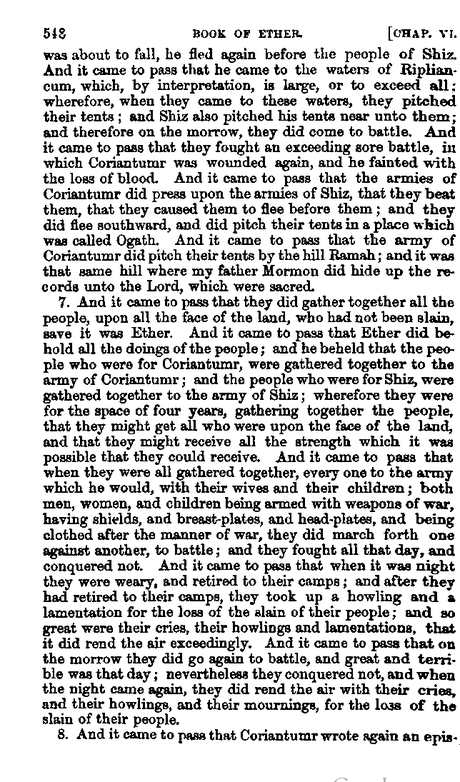 548 BOOK OF ETHER. [CHAP. VI.
was about to fall, he fled again before the people of Shiz.
And it came to pass that he came to the waters of Riplian-
cum, which, by interpretation, is large, or to exceed all:
wherefore, when they came to these waters, they pitched
their tents; and Shiz also pitched his tents near unto them;
and therefore on the morrow, they did come to battle. And
it came to pass that they fought an exceeding sore battle, in
which Coriantumr was wounded again, and he fainted with
the loss of blood. And it came to pass that the armies of
Coriantumr did press upon the armies of Shiz, that they beat
them, that they caused them to flee before them; and they
did flee southward, and did pitch their tents in a place which
was called Ogath. And it came to pass that the army of
Coriantumr did pitch their tents by the hill Ramah; and it was
that same hill where my father Mormon did hide up the re-
cords unto the Lord, which were sacred.
7. And it came to pass that they did gather together all the
people, upon all the face of the land, who had not been slain,
save it was Ether. And it came to pass that Ether did be-
hold all the doings of the people; and he beheld that the peo-
ple who were for Coriantumr, were gathered together to the
army of Coriantumr; and the people who were for Shiz, were
gathered together to the army of Shiz; wherefore they were
for the space of four years, gathering together the people,
that they might get all who were upon the face of the land,
and that they might receive all the strength which it was
possible that they could receive. And it came to pass that
when they were all gathered together, every one to the army
which he would, with their wives and their children; both
men, women, and children being armed with weapons of war,
having shields, and breast-plates, and head-plates, and being
clothed after the manner of war, they did march forth one
against another, to battle; and they fought all that day, and
conquered not. And it came to pass that when it was night
they were weary, and retired to their camps; and after they
had retired to their camps, they took up a howling and a
lamentation for the loss of the slain of their people; and so
great were their cries, their howlings and lamentations, that
it did rend the air exceedingly. And it came to pass that on
the morrow they did go again to battle, and great and terri-
ble was that day; nevertheless they conquered not, and when
the night came again, they did rend the air with their cries,
and their howlings, and their mournings, for the loss of the
slain of their people.
8. And it came to pass that Coriantumr wrote again an epis-